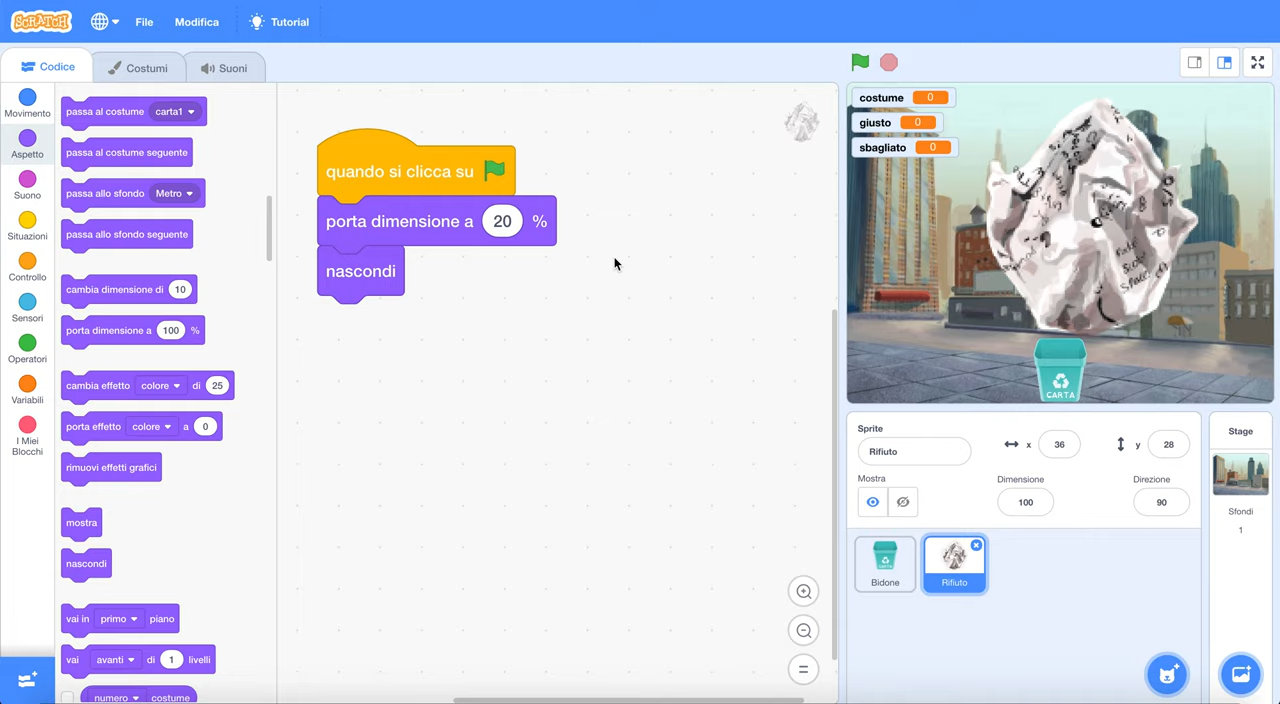 SCRATCH
File
Modifica
Tutorial
Codice
Costumi
Suoni
Movimento
Aspetto
Suono
Situazioni
Controllo
Sensori
Operatori
Variabili
I Miei
Blocchi
passa al costume carta1
passa al costume seguente
passa allo sfondo Metro
passa allo sfondo seguente
cambia dimensione di 10
porta dimensione a 100 %
cambia effetto colore di 25
porta effetto colore a 0
rimuovi effetti grafici
mostra
nascondi
vai in primo piano
vai avanti di 1 livelli
numero costume
quando si clicca su
porta dimensione a 20 %
nascondi
costume 0
giusto 0
sbagliato 0
CARTA
Sprite
Rifiuto
x 36
y 28
Mostra
Dimensione
100
Direzione
90
Bidone
Rifiuto
Stage
Sfondi
1